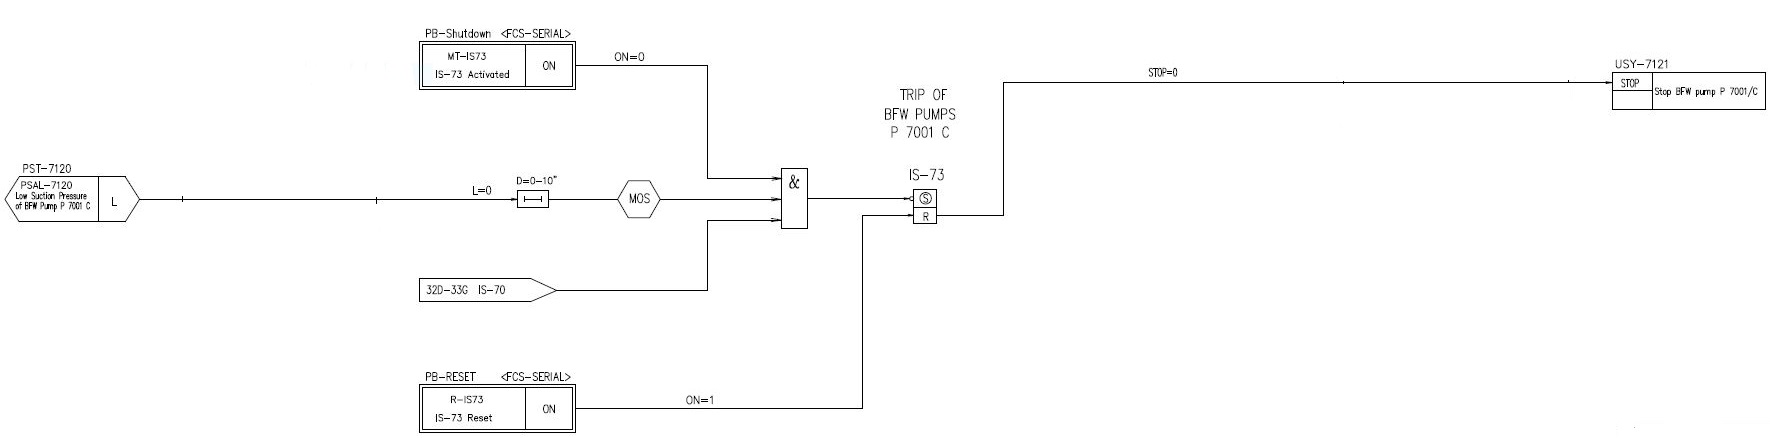 PB-Shutdown <FCS-SERIAL>
MT-IS73
IS-73 Activated
ON
ON=0
TRIP OF
BFW PUMPS
P 7001 C
STOP=0
USY-7121
STOP
Stop BFW pump P 7001/C
PST-7120
PSAL-7120
Low Suction Pressure
of BFW Pump P 7001 C
L
L=0
D=0-10"
MOS
&
IS-73
S
R
32D-33G IS-70
PB-RESET <FCS-SERIAL>
R-IS73
IS-73 Reset
ON
ON=1